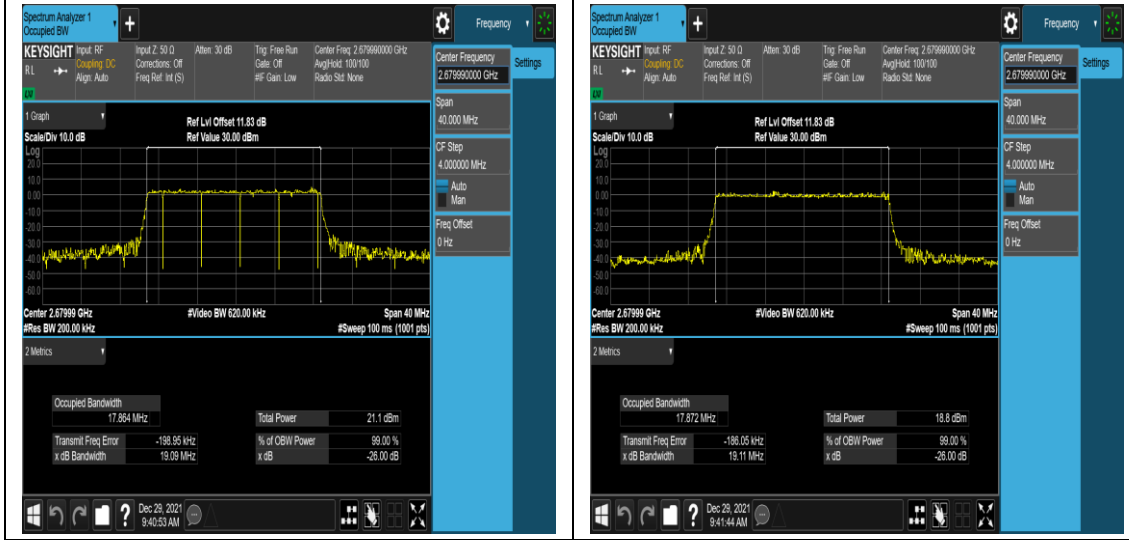 Spectrum Analyzer 1
Occupied BW
Frequency
KEYSIGHT Input: RF
R L
Coupling: DC
Align: Auto
Input Z: 50 Ω
Corrections: Off
Freq Ref: Int (S)
Atten: 30 dB
Trig: Free Run
Gate: Off
#IF Gain: Low
Center Freq: 2.679990000 GHz
Avg|Hold: 100/100
Radio Std: None
Center Frequency
2.679990000 GHz
Settings
Span
40.000 MHz
CF Step
4.000000 MHz
Auto
Man
Freq Offset
0 Hz
1 Graph
Scale/Div 10.0 dB
Ref Lvl Offset 11.83 dB
Ref Value 30.00 dBm
Log
20.0
10.0
0.00
-10.0
-20.0
-30.0
-40.0
-50.0
-60.0
Center 2.67999 GHz
#Res BW 200.00 kHz
#Video BW 620.00 kHz
Span 40 MHz
#Sweep 100 ms (1001 pts)
2 Metrics
Occupied Bandwidth
17.864 MHz
Transmit Freq Error -198.95 kHz
x dB Bandwidth 19.09 MHz
Total Power 21.1 dBm
% of OBW Power 99.00 %
x dB -26.00 dB
?
Dec 29, 2021
9:40:53 AM
Spectrum Analyzer 1
Occupied BW
Frequency
KEYSIGHT Input: RF
R L
Coupling: DC
Align: Auto
Input Z: 50 Ω
Corrections: Off
Freq Ref: Int (S)
Atten: 30 dB
Trig: Free Run
Gate: Off
#IF Gain: Low
Center Freq: 2.679990000 GHz
Avg|Hold: 100/100
Radio Std: None
Center Frequency
2.679990000 GHz
Settings
Span
40.000 MHz
CF Step
4.000000 MHz
Auto
Man
Freq Offset
0 Hz
1 Graph
Scale/Div 10.0 dB
Ref Lvl Offset 11.83 dB
Ref Value 30.00 dBm
Log
20.0
10.0
0.00
-10.0
-20.0
-30.0
-40.0
-50.0
-60.0
Center 2.67999 GHz
#Res BW 200.00 kHz
#Video BW 620.00 kHz
Span 40 MHz
#Sweep 100 ms (1001 pts)
2 Metrics
Occupied Bandwidth
17.872 MHz
Transmit Freq Error -186.05 kHz
x dB Bandwidth 19.11 MHz
Total Power 18.8 dBm
% of OBW Power 99.00 %
x dB -26.00 dB
?
Dec 29, 2021
9:41:44 AM